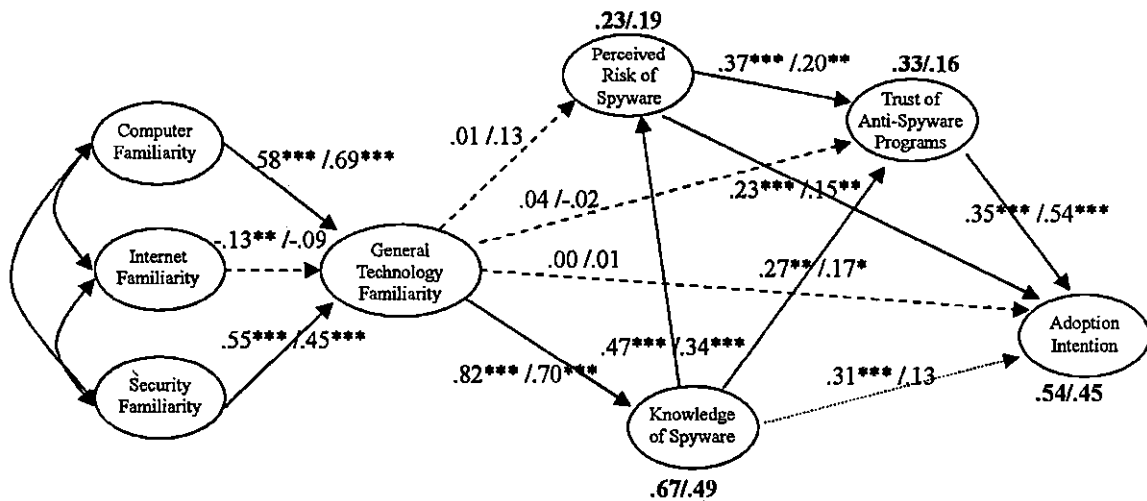 .23/.19
Perceived
Risk of
Spyware
.37*** /.20**
.33/.16
Trust of
Anti-Spyware
Programs
Computer
Familiarity
.58*** /.69***
.01 /.13
.04 /-.02
.23*** /.15**
.35*** /.54***
Internet
Familiarity
-.13** /-.09
General
Technology
Familiarity
.00 /.01
.27** /.17*
Adoption
Intention
.54/.45
Security
Familiarity
.55*** /.45***
.82*** /.70***
.47*** /.34***
.31*** /.13
Knowledge
of Spyware
.67/.49